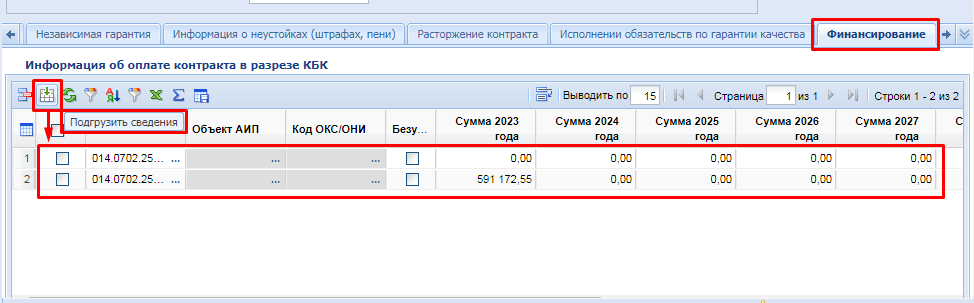 Независимая гарантия Информация о неустойках (штрафах, пени) Расторжение контракта Исполнении обязательств по гарантии качества Финансирование
Информация об оплате контракта в разрезе КБК
Выводить по 15 Страница 1 из 1 Строки 1 - 2 из 2
Подгрузить сведения
Объект АИП Код ОКС/ОНИ Безу... Сумма 2023 года Сумма 2024 года Сумма 2025 года Сумма 2026 года Сумма 2027 года С
1 014.0702.25... ... ... ... 0,00 0,00 0,00 0,00 0,00
2 014.0702.25... ... ... ... 591 172,55 0,00 0,00 0,00 0,00